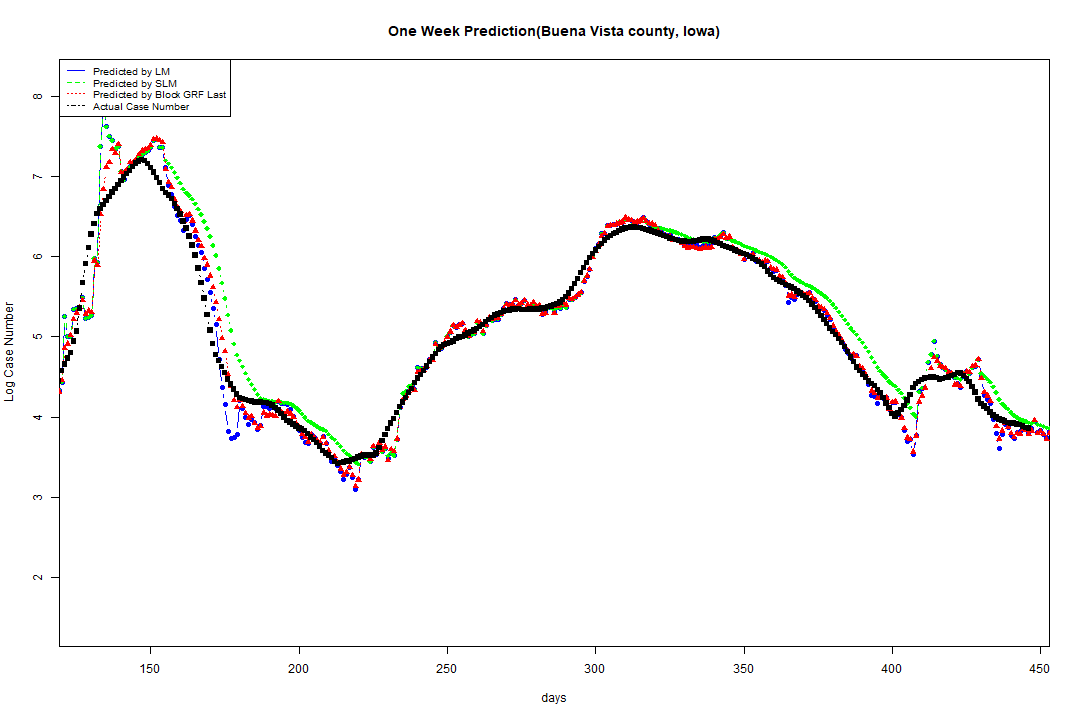 One Week Prediction(Buena Vista county, Iowa)
Predicted by LM
Predicted by SLM
Predicted by Block GRF Last
Actual Case Number
8
7
6
5
4
3
2
Log Case Number
150 200 250 300 350 400 450
days